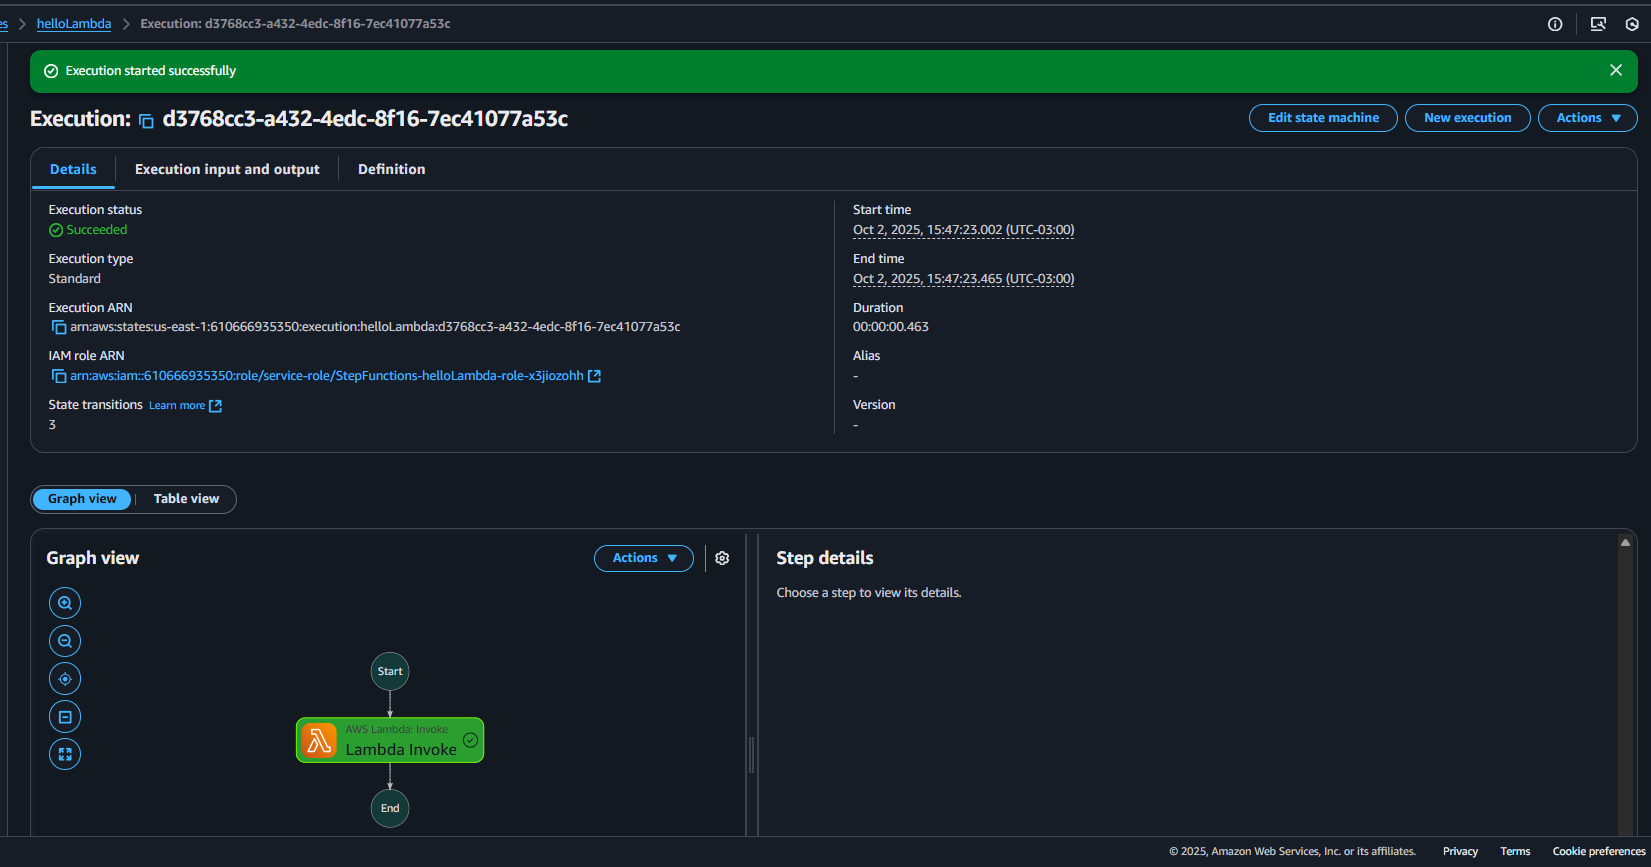 es helloLambda Execution: d3768cc3-a432-4edc-8f16-7ec41077a53c
Execution started successfully
Execution: d3768cc3-a432-4edc-8f16-7ec41077a53c
Edit state machine New execution Actions
Details Execution input and output Definition
Execution status
Succeeded
Execution type
Standard
Execution ARN
arn:aws:states:us-east-1:610666935350:execution:helloLambda:d3768cc3-a432-4edc-8f16-7ec41077a53c
IAM role ARN
arn:aws:iam::610666935350:role/service-role/StepFunctions-helloLambda-role-x3jiozohh
State transitions Learn more
3
Start time
Oct 2, 2025, 15:47:23.002 (UTC-03:00)
End time
Oct 2, 2025, 15:47:23.465 (UTC-03:00)
Duration
00:00:00.463
Alias
-
Version
-
Graph view Table view
Graph view
Actions
Start
AWS Lambda: Invoke
Lambda Invoke
End
Step details
Choose a step to view its details.
© 2025, Amazon Web Services, Inc. or its affiliates. Privacy Terms Cookie preferences